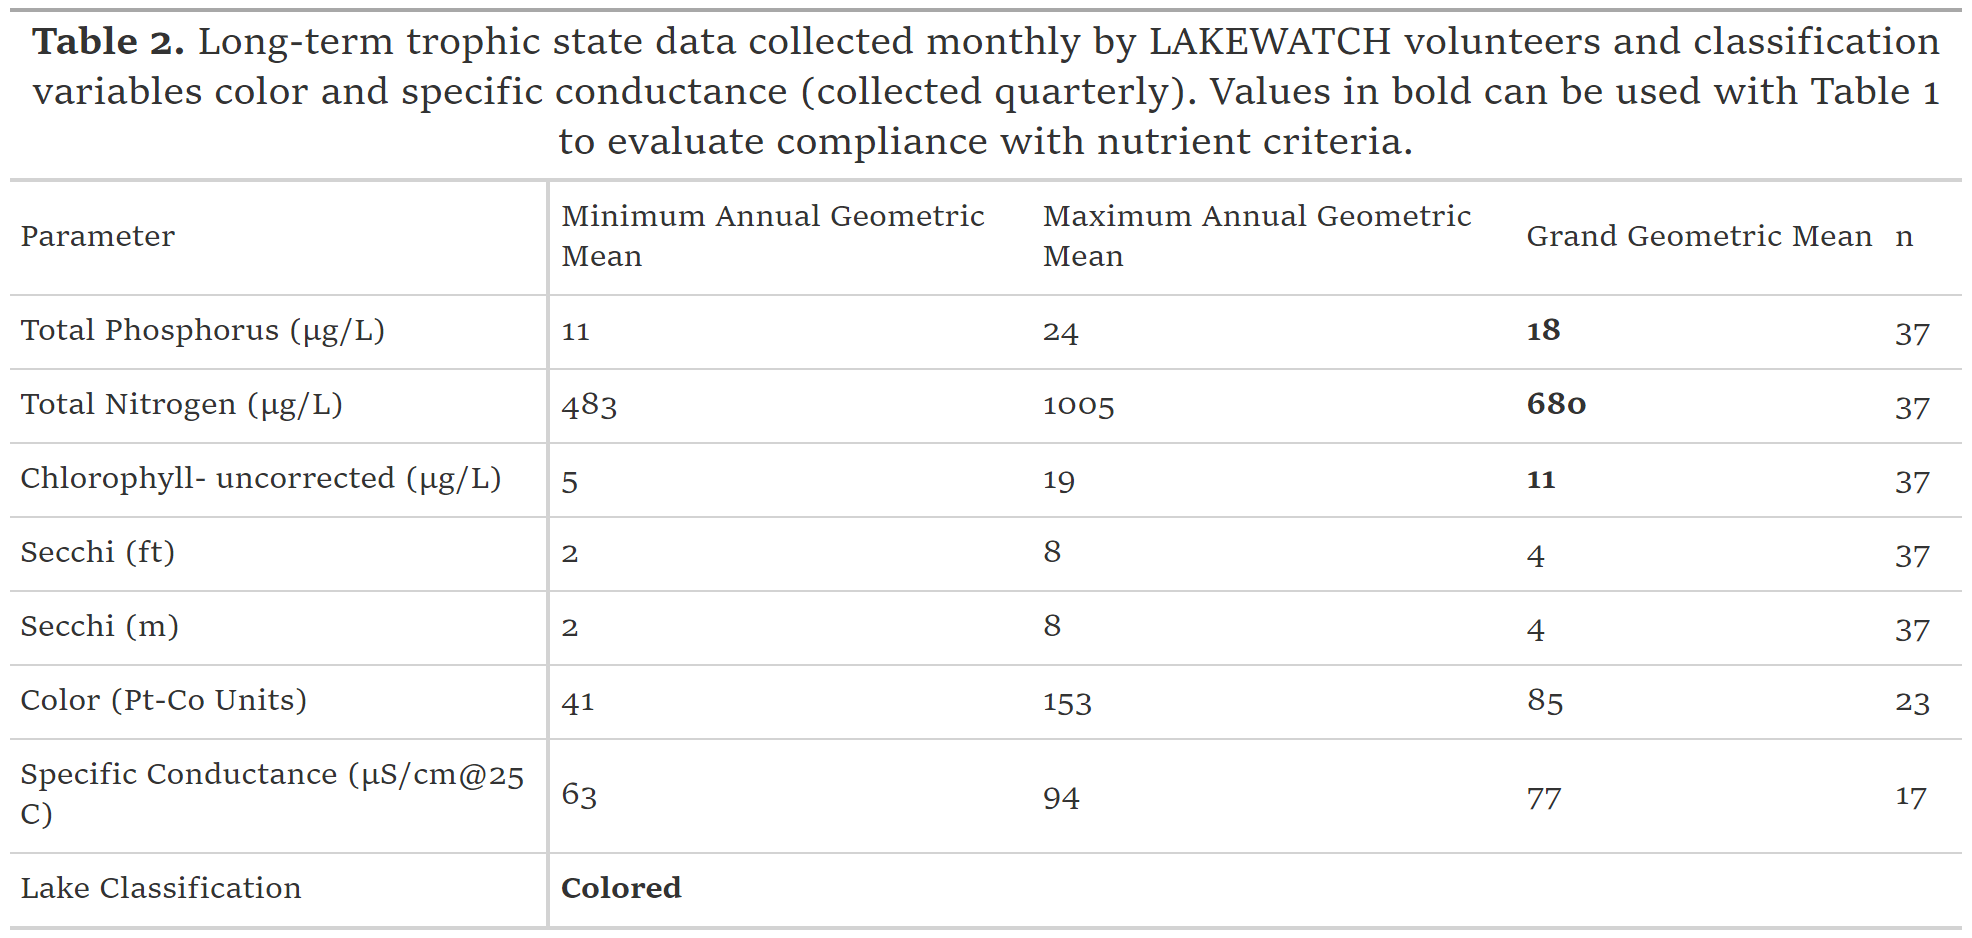 Table 2. Long-term trophic state data collected monthly by LAKEWATCH volunteers and classification
variables color and specific conductance (collected quarterly). Values in bold can be used with Table 1
to evaluate compliance with nutrient criteria.
Parameter Minimum Annual Geometric Mean Maximum Annual Geometric Mean Grand Geometric Mean n
Total Phosphorus (µg/L) 11 24 18 37
Total Nitrogen (µg/L) 483 1005 680 37
Chlorophyll- uncorrected (µg/L) 5 19 11 37
Secchi (ft) 2 8 4 37
Secchi (m) 2 8 4 37
Color (Pt-Co Units) 41 153 85 23
Specific Conductance (µS/cm@25 C) 63 94 77 17
Lake Classification Colored